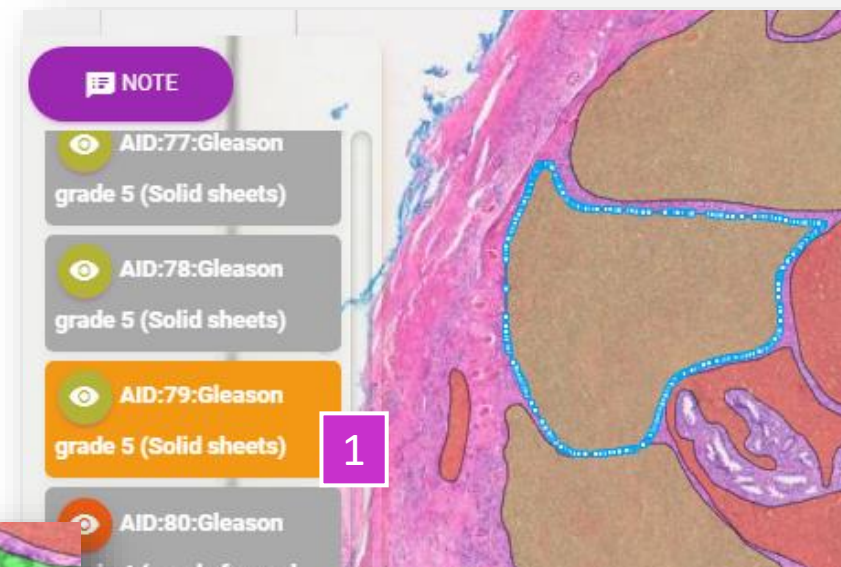 NOTE
AID:77:Gleason
grade 5 (Solid sheets)
AID:78:Gleason
grade 5 (Solid sheets)
AID:79:Gleason
grade 5 (Solid sheets)
1
AID:80:Gleason